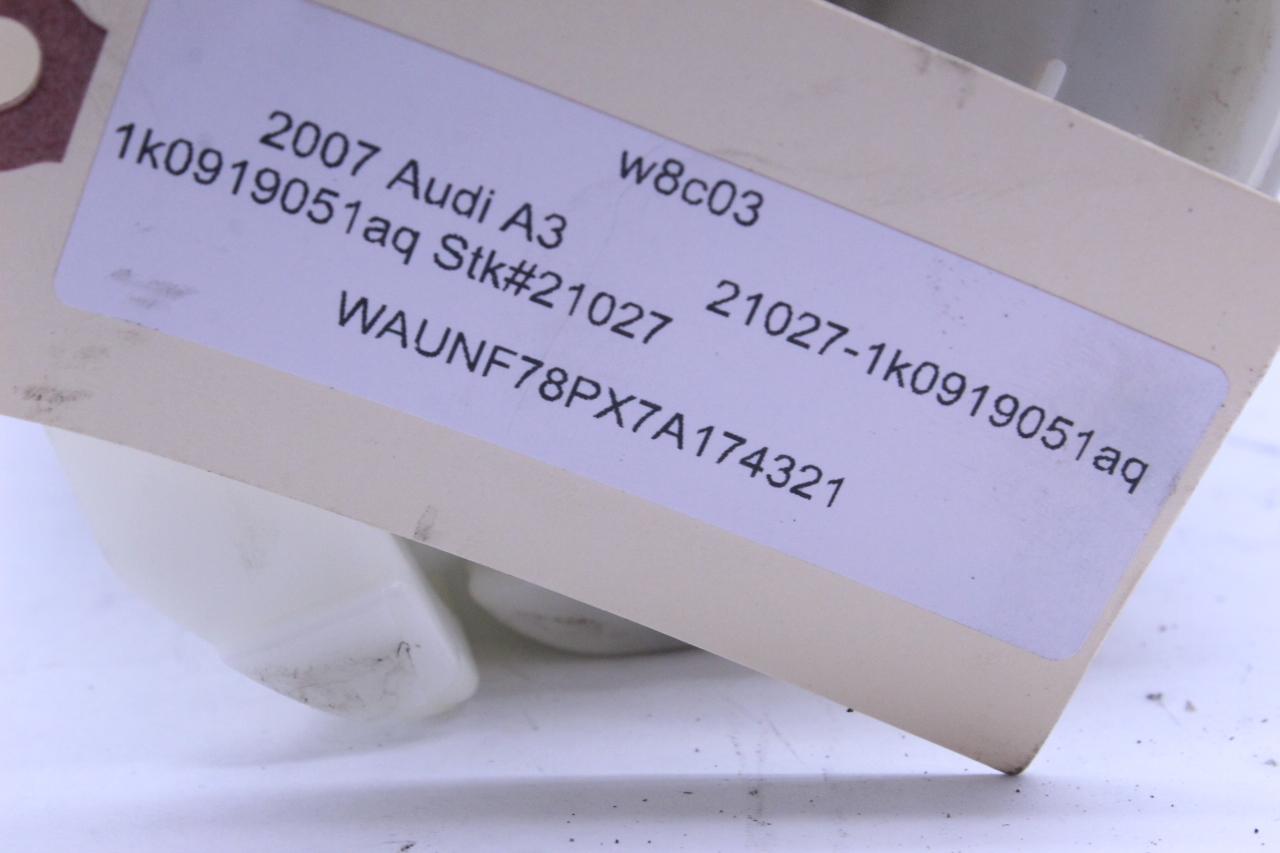 2007 Audi A3
w8c03
1k0919051aq Stk#21027
21027-1k0919051aq
WAUNF78PX7A174321